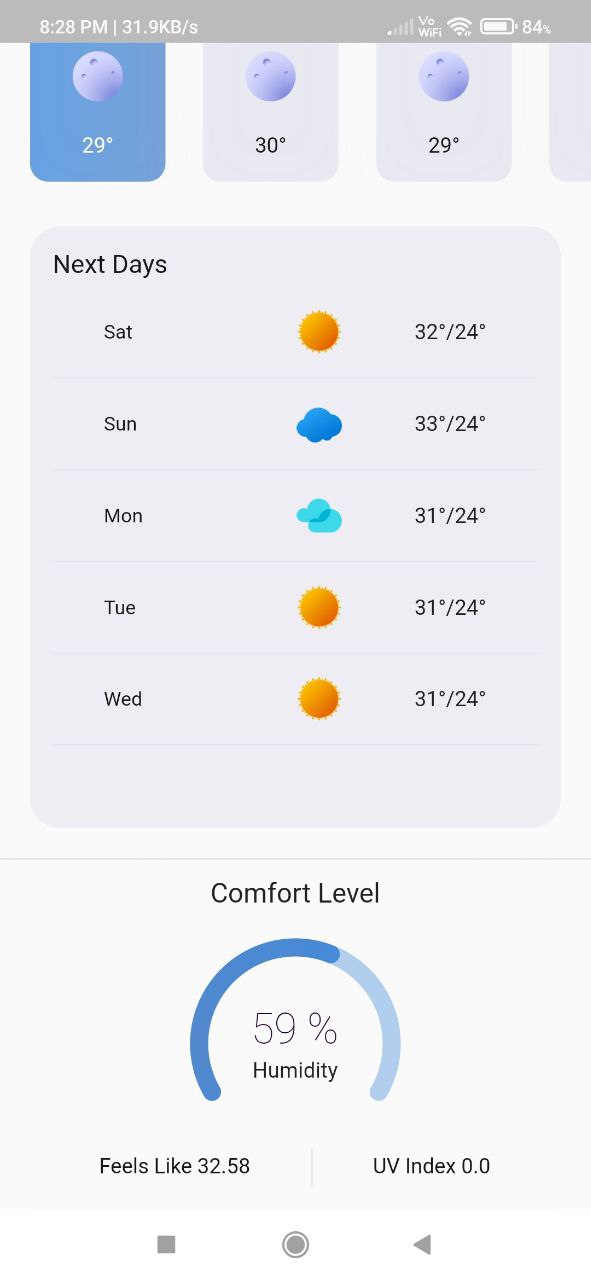 8:28 PM | 31.9KB/s Vo WiFi 84%
29° 30° 29°
Next Days
Sat 32°/24°
Sun 33°/24°
Mon 31°/24°
Tue 31°/24°
Wed 31°/24°
Comfort Level
59 %
Humidity
Feels Like 32.58 UV Index 0.0